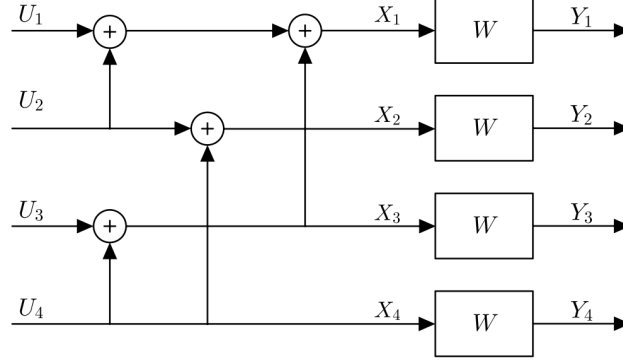 U₁ + + X₁ W Y₁
U₂ + X₂ W Y₂
U₃ + X₃ W Y₃
U₄ X₄ W Y₄